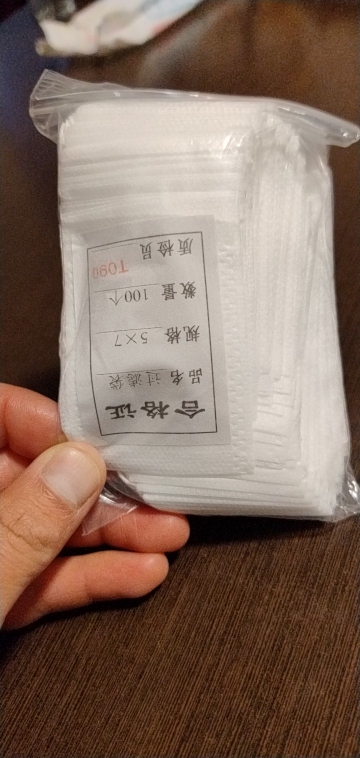 合格证
品名 过滤袋
规格 5×7
数量 100个
质检员